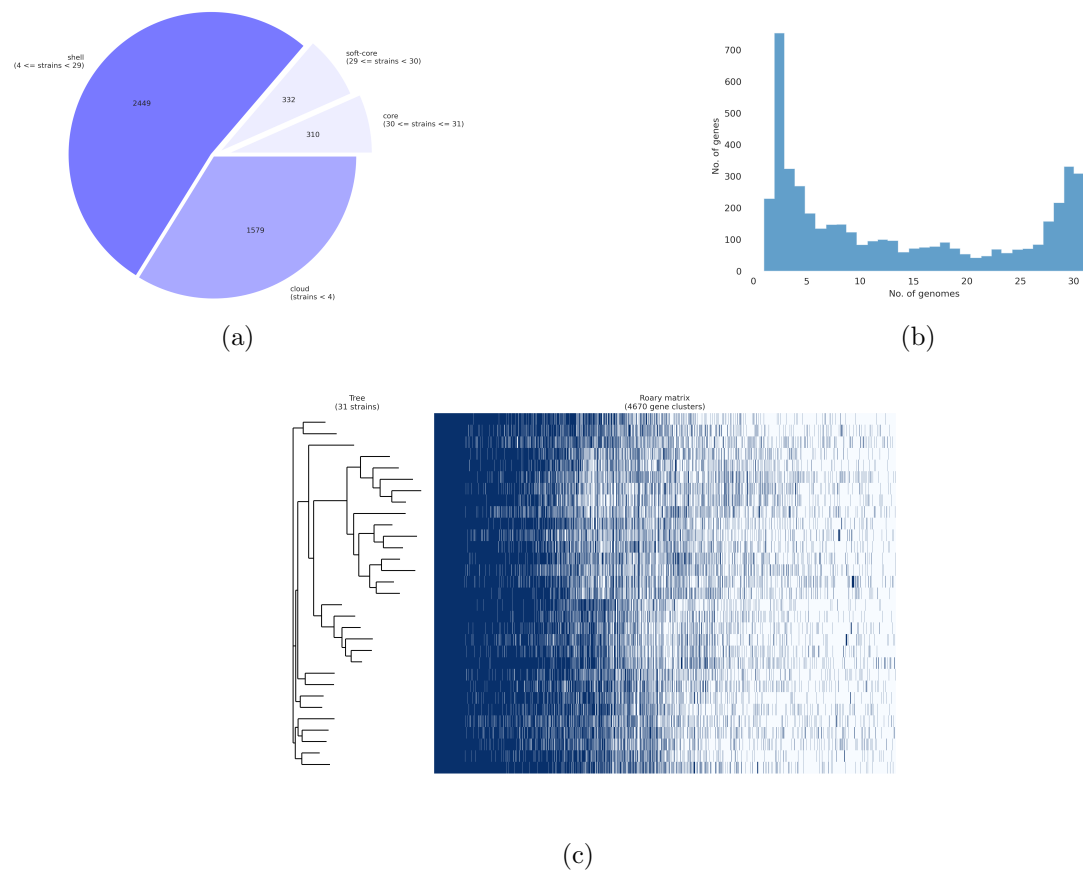 shell
(4 <= strains < 29)
soft-core
(29 <= strains < 30)
2449
332
core
(30 <= strains <= 31)
310
1579
cloud
(strains < 4)
(a)
No. of genes
700
600
500
400
300
200
100
0
0 5 10 15 20 25 30
No. of genomes
(b)
Tree
(31 strains)
Roary matrix
(4670 gene clusters)
(c)